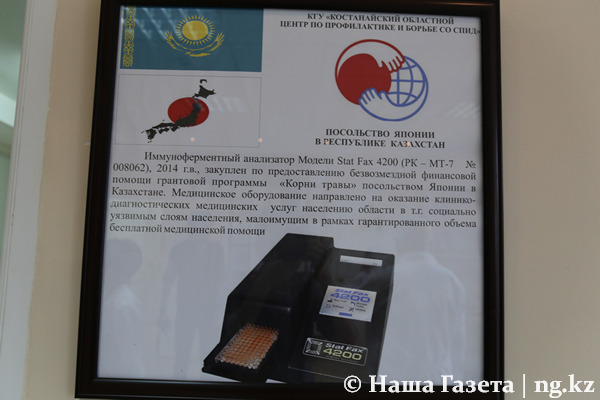 КГУ «КОСТАНАЙСКИЙ ОБЛАСТНОЙ
ЦЕНТР ПО ПРОФИЛАКТИКЕ И БОРЬБЕ СО СПИД»
ПОСОЛЬСТВО ЯПОНИИ
В РЕСПУБЛИКЕ КАЗАХСТАН
Иммуноферментный анализатор Модели Stat Fax 4200 (РК – МТ-7 №
008062), 2014 г.в., закуплен по предоставлению безвозмездной финансовой
помощи грантовой программы «Корни травы» посольством Японии в
Казахстане. Медицинское оборудование направлено на оказание клинико-
диагностических медицинских услуг населению области в т.г. социально
уязвимым слоям населения, малоимущим в рамках гарантированного объема
бесплатной медицинской помощи
Stat Fax
4200
Stat Fax
4200
© Наша Газета | ng.kz